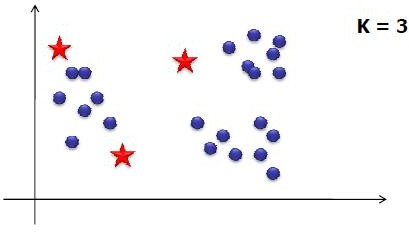 K = 3